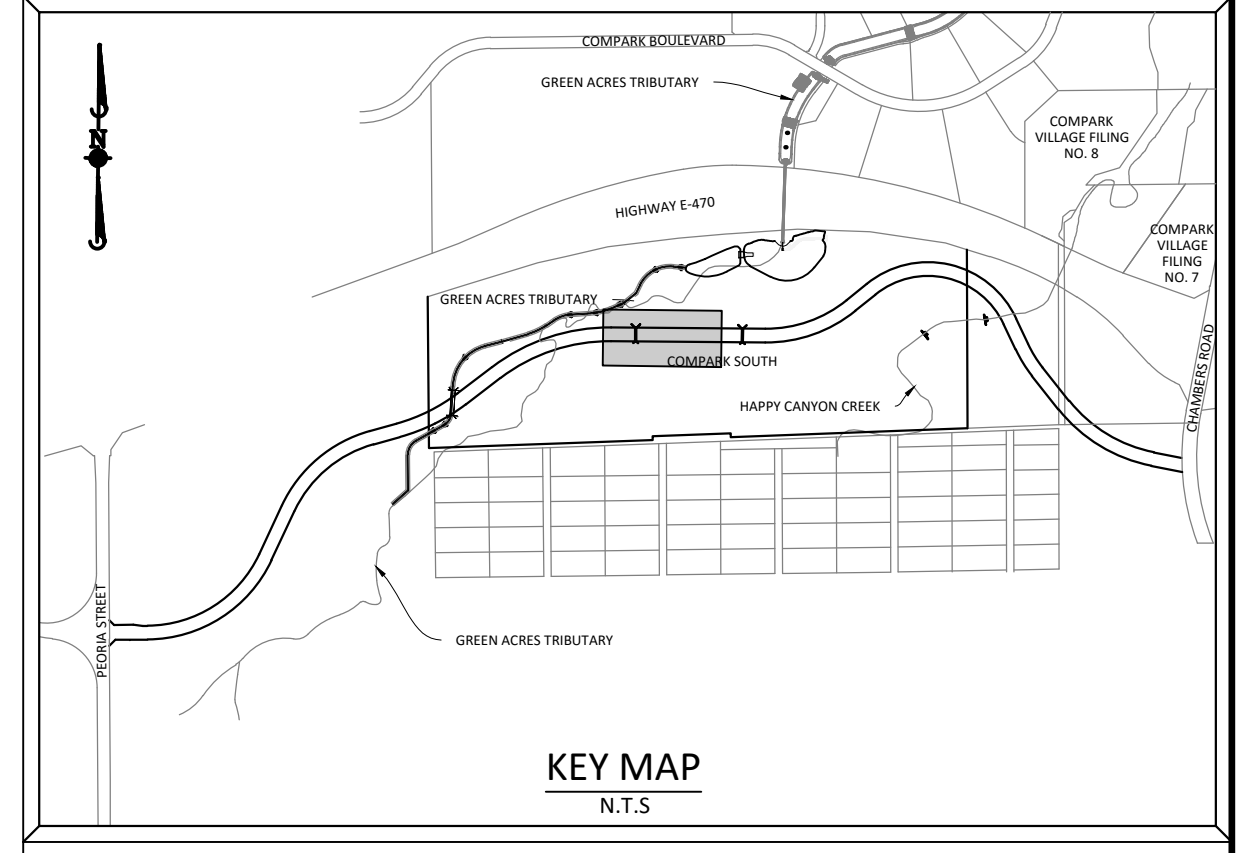 COMPARK BOULEVARD
GREEN ACRES TRIBUTARY
COMPARK
VILLAGE FILING
NO. 8
N
HIGHWAY E-470
COMPARK
VILLAGE
FILING
NO. 7
GREEN ACRES TRIBUTARY
COMPARK SOUTH
CHAMBERS ROAD
HAPPY CANYON CREEK
PEORIA STREET
GREEN ACRES TRIBUTARY
KEY MAP
N.T.S